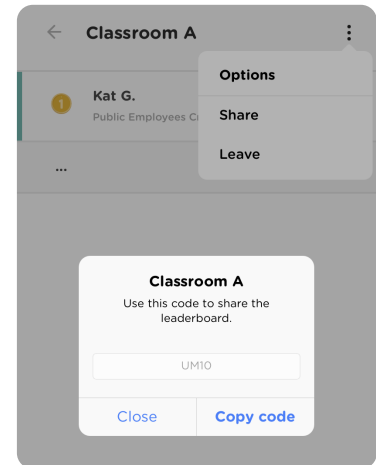 Classroom A
Options
1
Kat G.
Public Employees
Share
Leave
...
Classroom A
Use this code to share the
leaderboard.
UM10
Close
Copy code